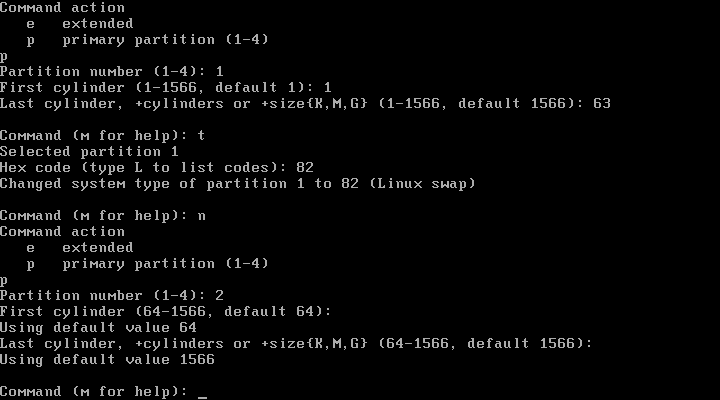 Command action
   e   extended
   p   primary partition (1-4)
p
Partition number (1-4): 1
First cylinder (1-1566, default 1): 1
Last cylinder, +cylinders or +size{K,M,G} (1-1566, default 1566): 63

Command (m for help): t
Selected partition 1
Hex code (type L to list codes): 82
Changed system type of partition 1 to 82 (Linux swap)

Command (m for help): n
Command action
   e   extended
   p   primary partition (1-4)
p
Partition number (1-4): 2
First cylinder (64-1566, default 64):
Using default value 64
Last cylinder, +cylinders or +size{K,M,G} (64-1566, default 1566):
Using default value 1566

Command (m for help): _